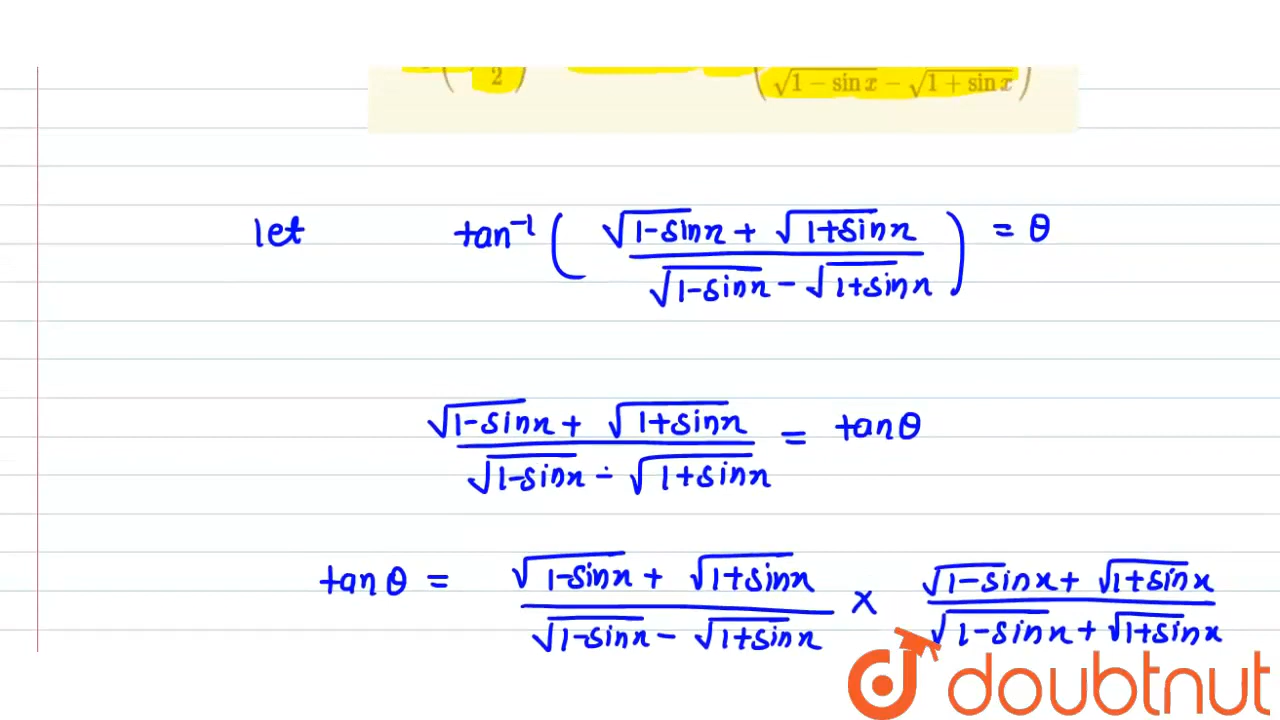 ( 2 ) ( √1 − sin x − √1 + sin x )
let tan⁻¹ ( (√1-sinx + √1+sinx) / (√1-sinx - √1+sinx) ) = θ
(√1-sinx + √1+sinx) / (√1-sinx - √1+sinx) = tanθ
tanθ = (√1-sinx + √1+sinx) / (√1-sinx - √1+sinx) × (√1-sinx + √1+sinx) / (√1-sinx + √1+sinx)
doubtnut